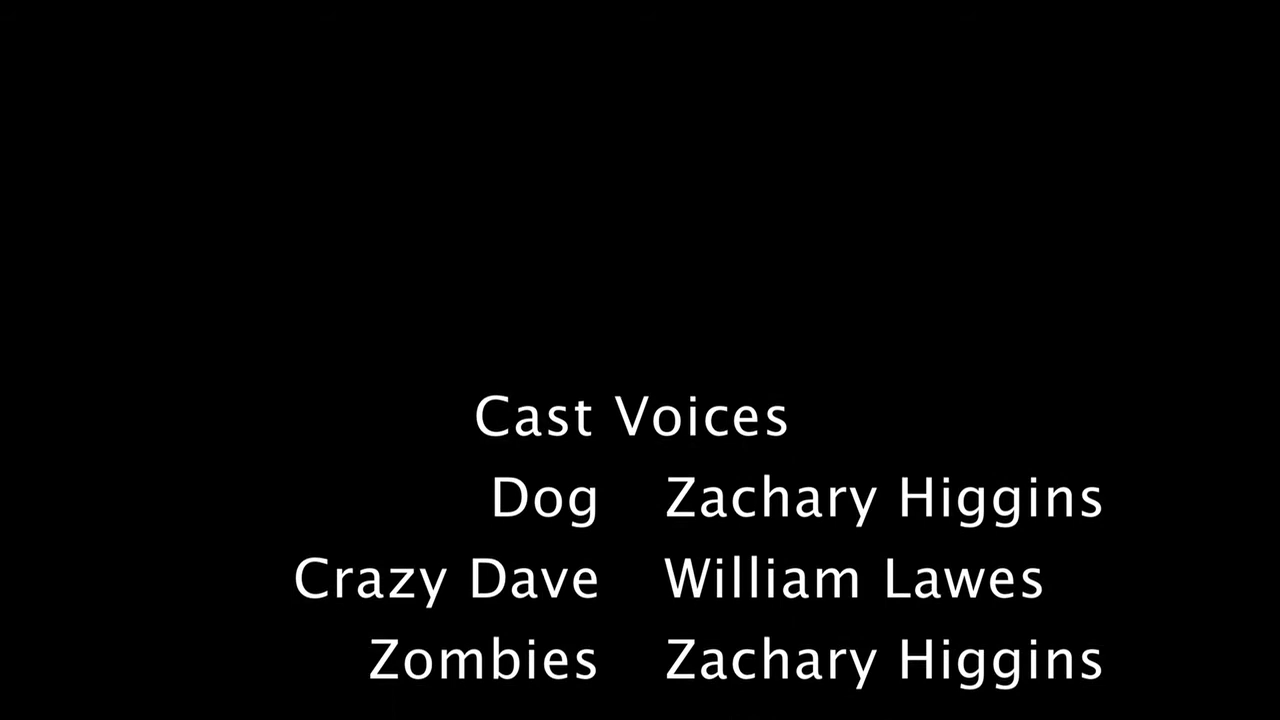 Cast Voices
Dog Zachary Higgins
Crazy Dave William Lawes
Zombies Zachary Higgins